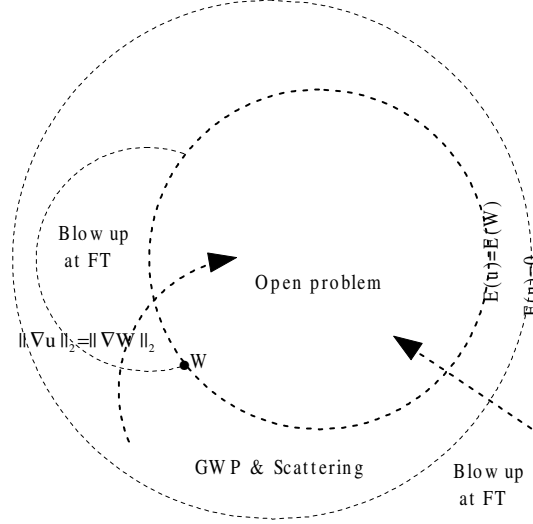 Blow up
at FT
Open problem
E(u)=E(W)
‖∇u‖₂=‖∇W‖₂
W
GWP & Scattering
Blow up
at FT